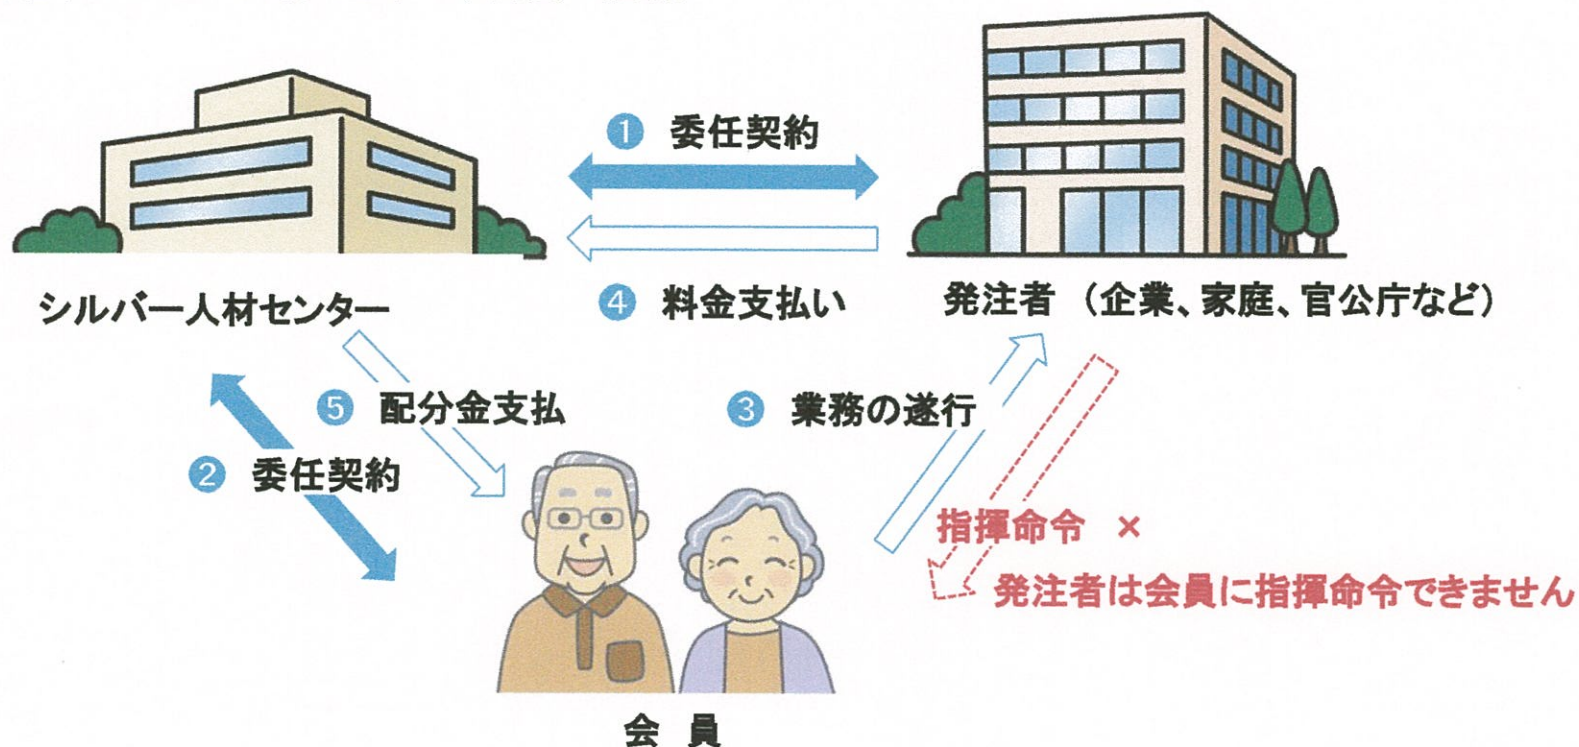 ❶ 委任契約
❹ 料金支払い
シルバー人材センター
発注者 (企業、家庭、官公庁など)
❺ 配分金支払
❸ 業務の遂行
❷ 委任契約
指揮命令 ×
発注者は会員に指揮命令できません
会 員